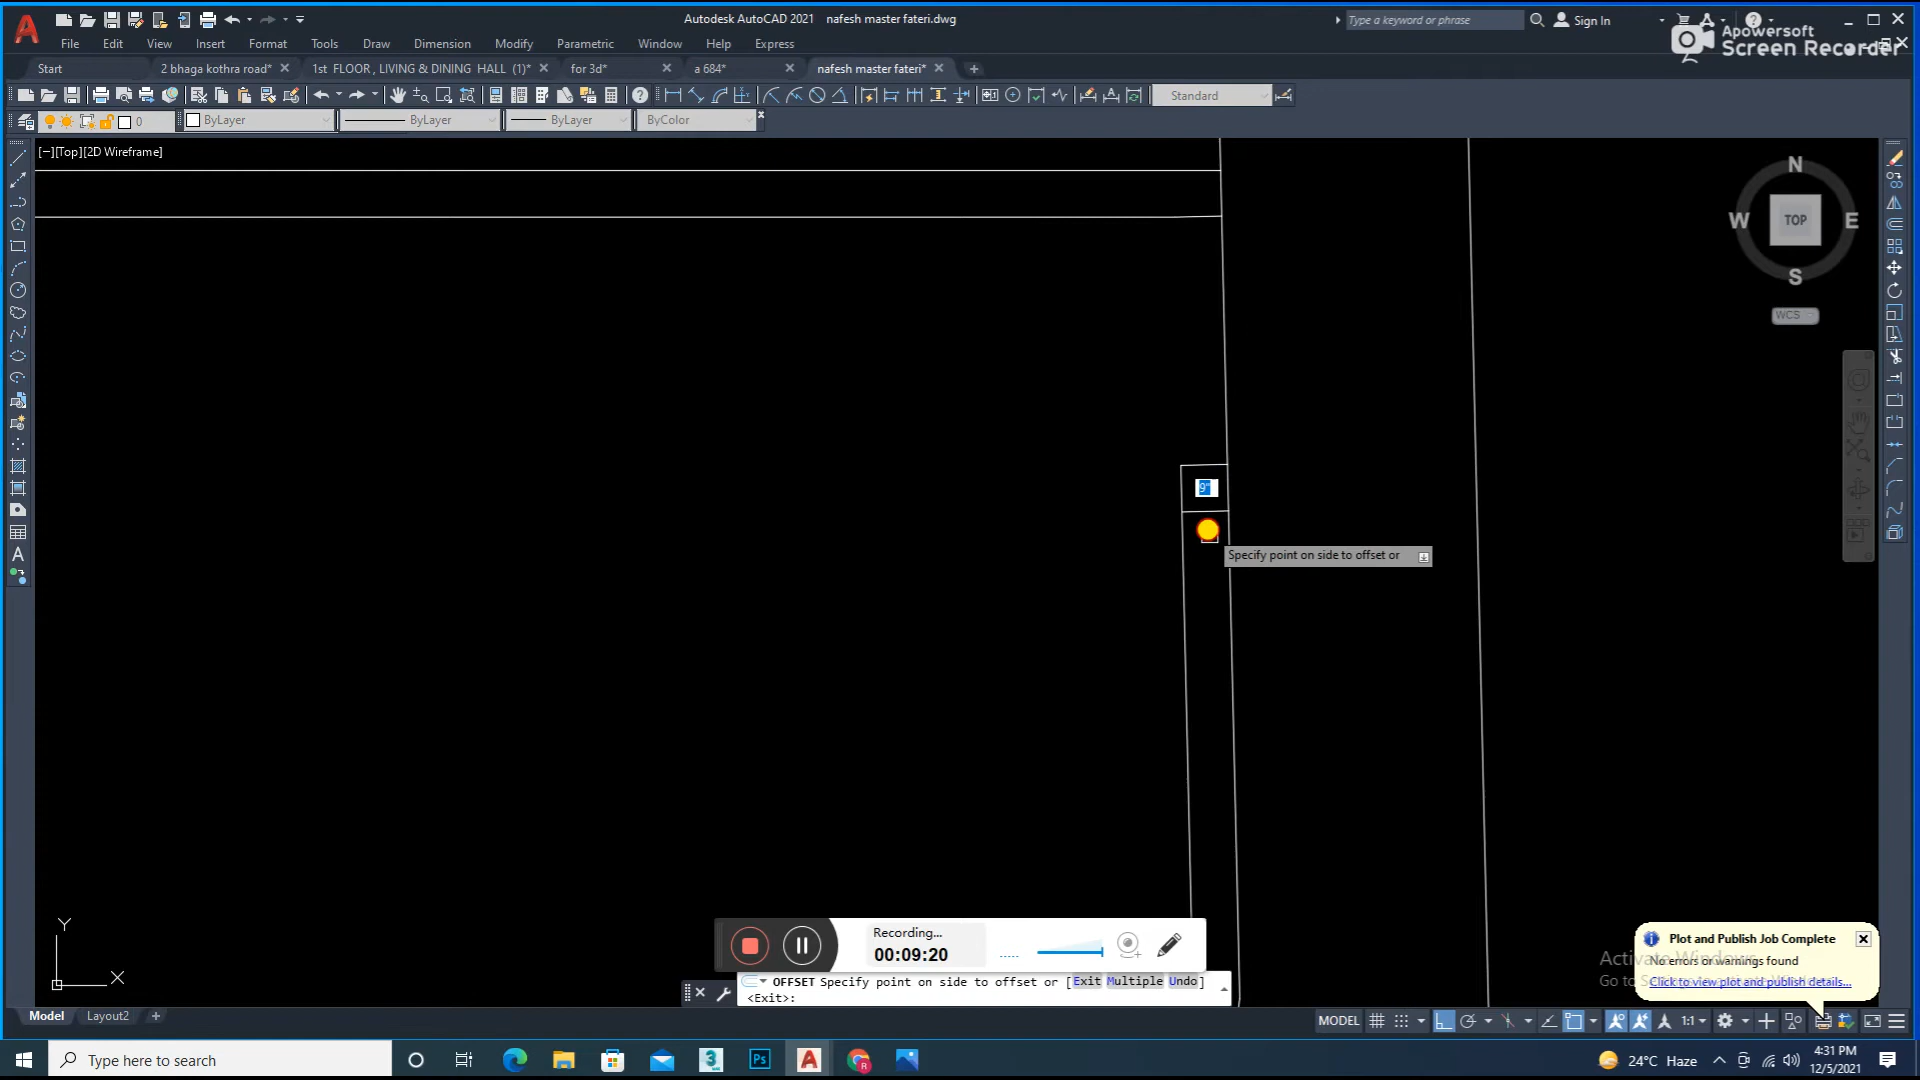 Autodesk AutoCAD 2021 nafesh master fateri.dwg
Type a keyword or phrase
Sign In
Apowersoft
Screen Recorder
File Edit View Insert Format Tools Draw Dimension Modify Parametric Window Help Express
Start
2 bhaga kothra road*
1st FLOOR , LIVING & DINING HALL (1)*
for 3d*
a 684*
nafesh master fateri*
Standard
0
ByLayer
ByLayer
ByLayer
ByColor
[−][Top][2D Wireframe]
N
W
TOP
E
S
WCS
9"
Specify point on side to offset or
Y
X
Recording...
00:09:20
Plot and Publish Job Complete
No errors or warnings found
Click to view plot and publish details...
OFFSET Specify point on side to offset or [Exit Multiple Undo]
<Exit>:
Model
Layout2
MODEL
1:1
Type here to search
3
Ps
A
R
24°C Haze
4:31 PM
12/5/2021